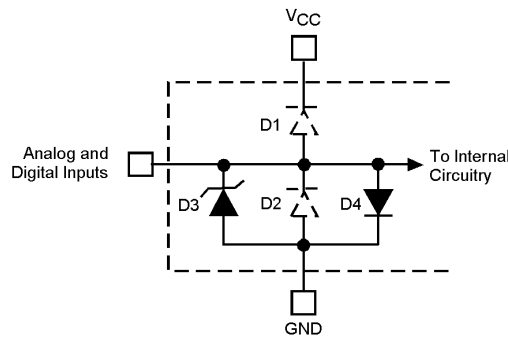 VCC
D1
Analog and
Digital Inputs
To Internal
Circuitry
D3
D2
D4
GND